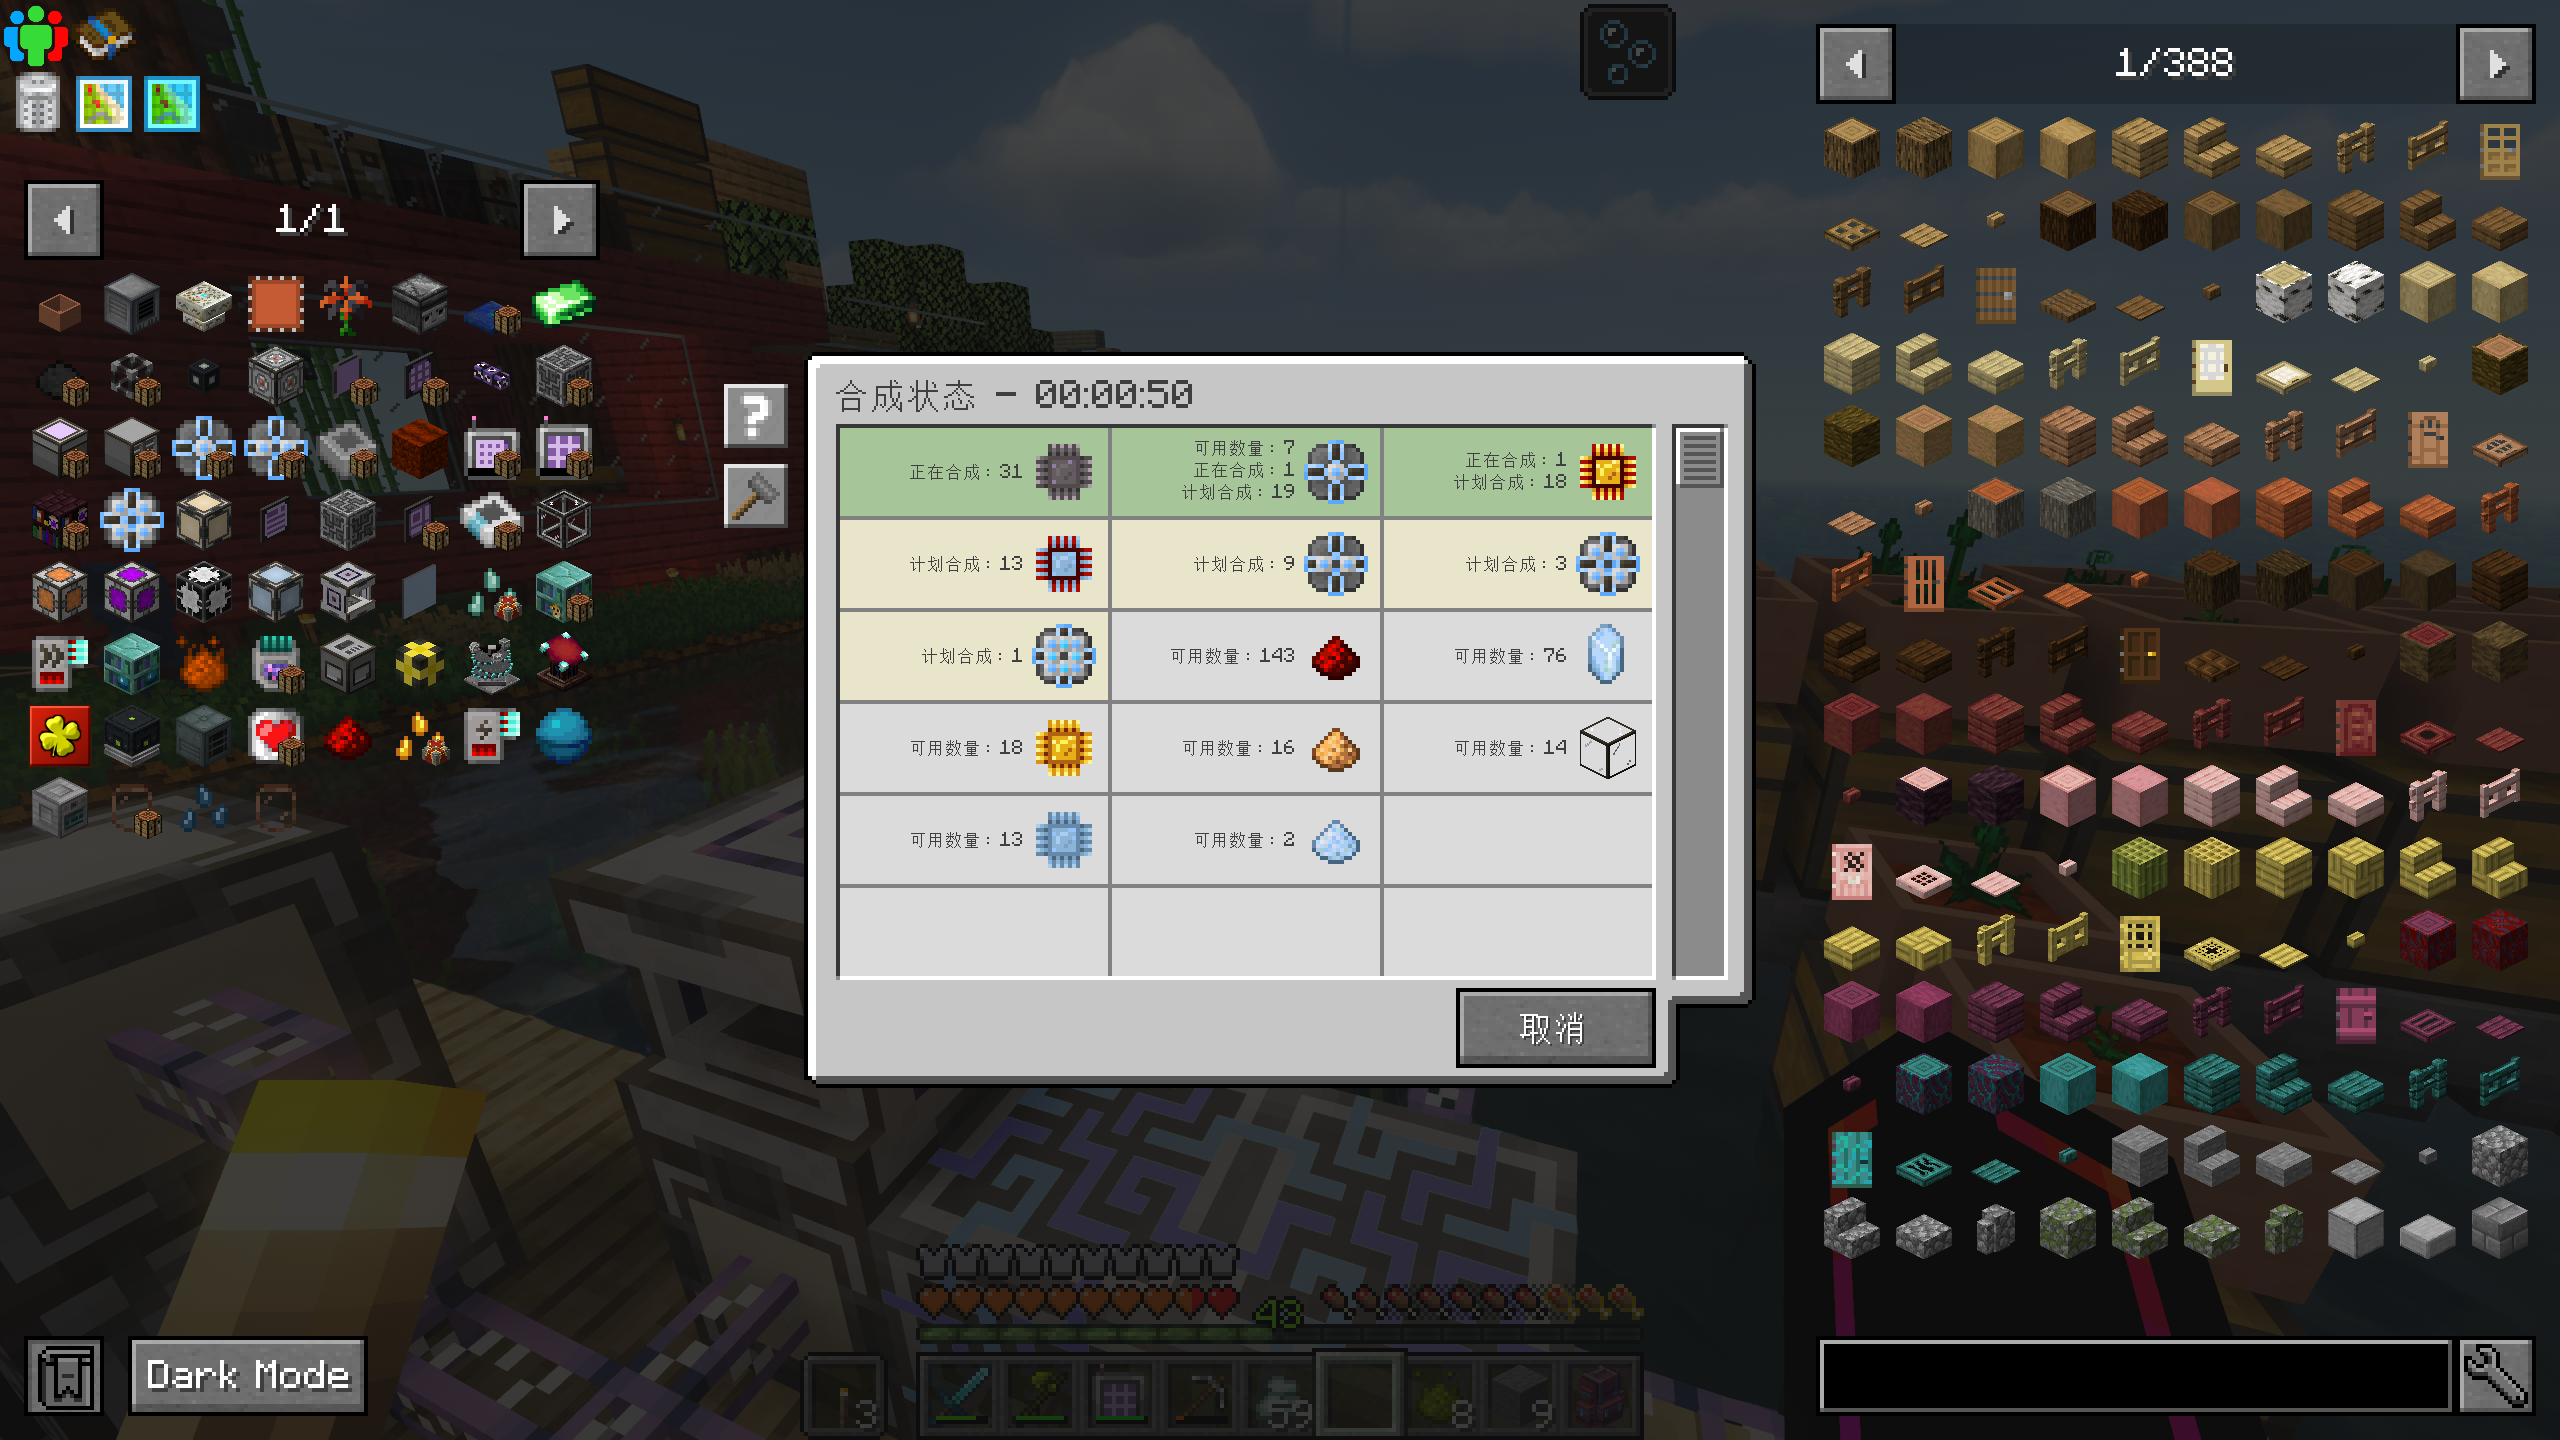 1/388
1/1
合成状态 - 00:00:50
正在合成：31
可用数量：7
正在合成：1
计划合成：19
正在合成：1
计划合成：18
计划合成：13
计划合成：9
计划合成：3
计划合成：1
可用数量：143
可用数量：76
可用数量：18
可用数量：16
可用数量：14
可用数量：13
可用数量：2
取消
48
Dark Mode
3
59
8
9